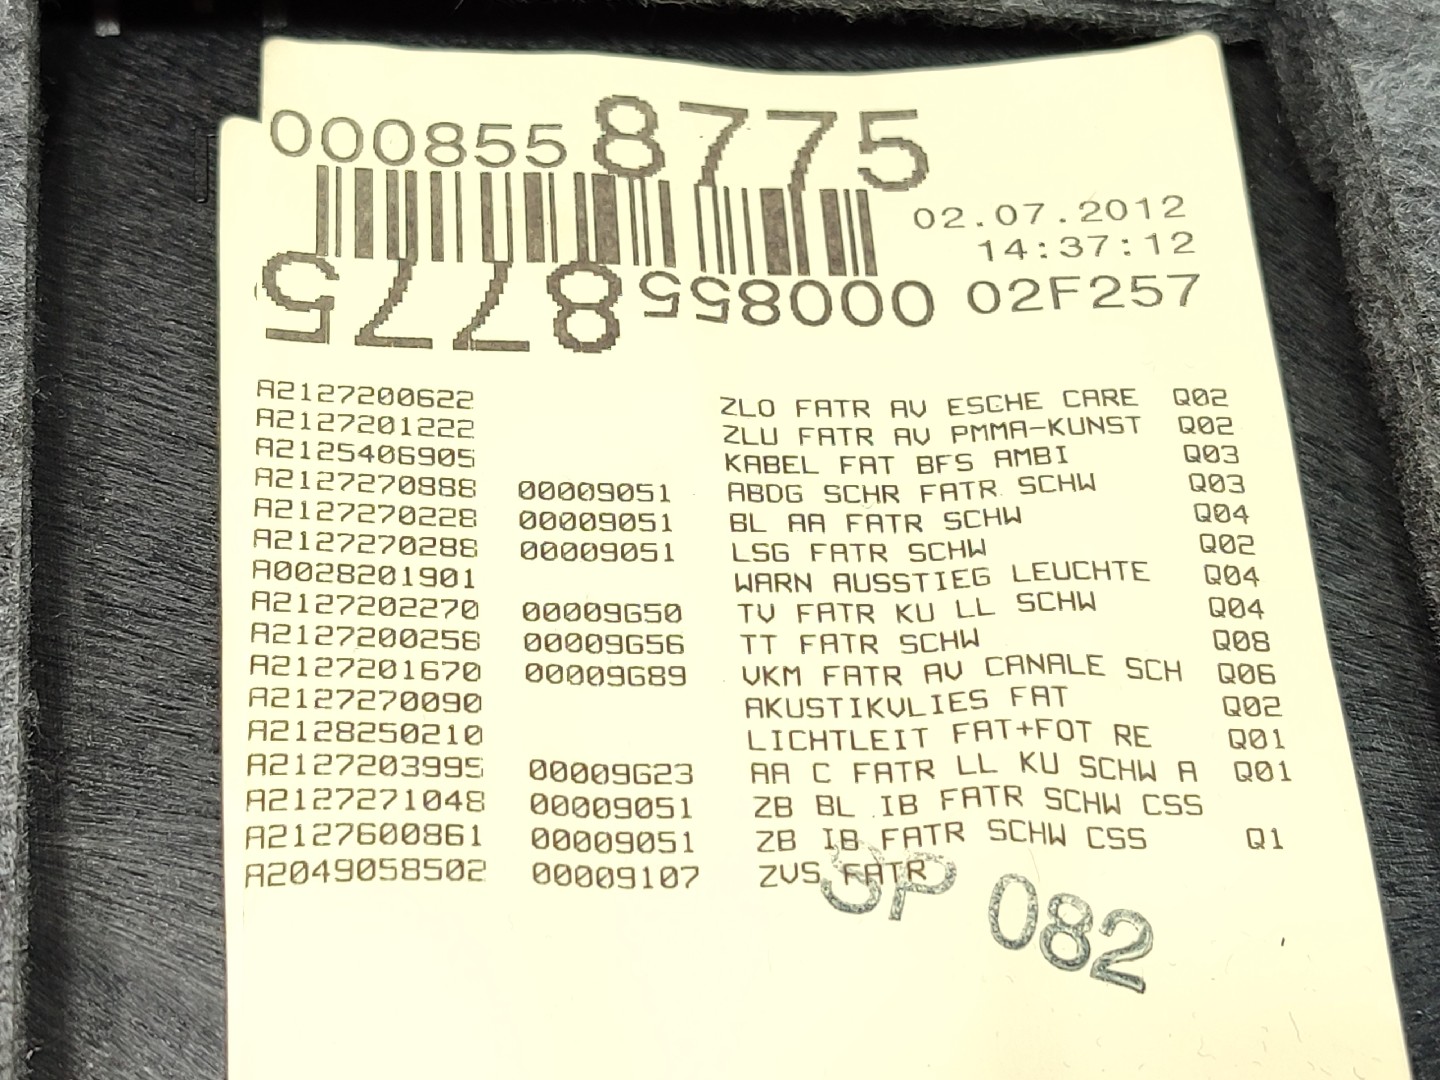 0008558775
02.07.2012
14:37:12
0008558775 02F257
A2127200622 ZLO FATR AV ESCHE CARE Q02
A2127201222 ZLU FATR AV PMMA-KUNST Q02
A2125406905 KABEL FAT BFS AMBI Q03
A2127270888 00009051 ABDG SCHR FATR SCHW Q03
A2127270228 00009051 BL AA FATR SCHW Q04
A2127270288 00009051 LSG FATR SCHW Q02
A0028201901 WARN AUSSTIEG LEUCHTE Q04
A2127202270 00009G50 TV FATR KU LL SCHW Q04
A2127200258 00009G56 TT FATR SCHW Q08
A2127201670 00009G89 VKM FATR AV CANALE SCH Q06
A2127270090 AKUSTIKVLIES FAT Q02
A2128250210 LICHTLEIT FAT+FOT RE Q01
A2127203995 00009G23 AA C FATR LL KU SCHW A Q01
A2127271048 00009051 ZB BL IB FATR SCHW CSS
A2127600861 00009051 ZB IB FATR SCHW CSS Q1
A2049058502 00009107 ZVS FATR
SP 082